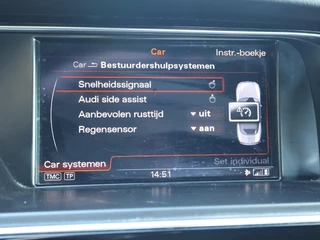 Car
Instr.-boekje
Car Bestuurdershulpsystemen
Snelheidssignaal
Audi side assist
Aanbevolen rusttijd ▼ uit
Regensensor ▼ aan
Car systemen
Set individual
TMC TP
14:51